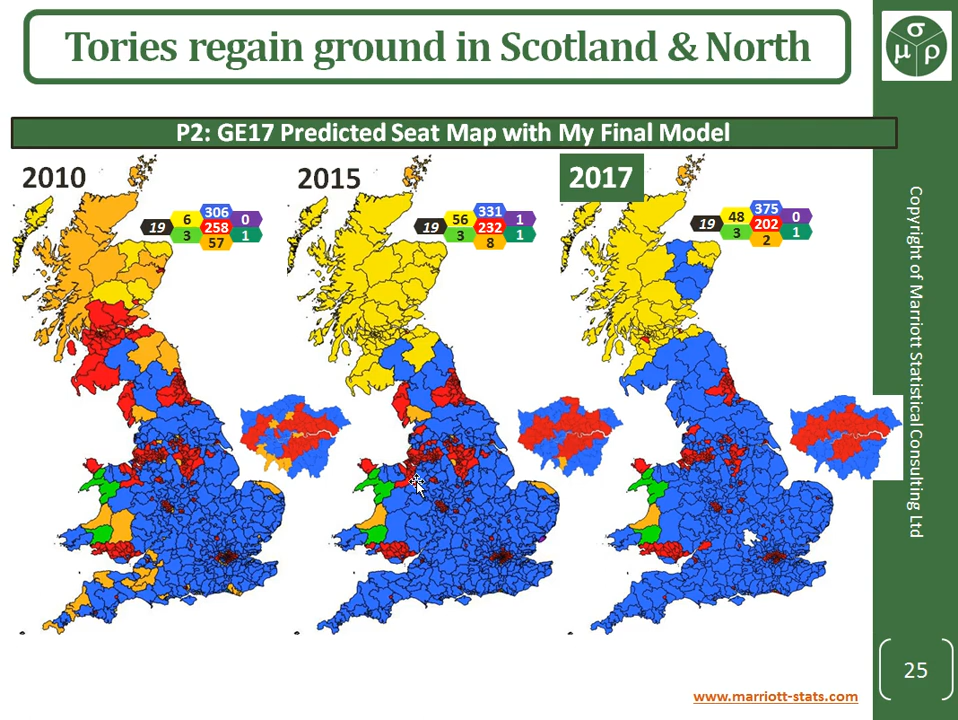 Tories regain ground in Scotland & North
σ
μ ρ
P2: GE17 Predicted Seat Map with My Final Model
2010
19 6 306 0
3 258 1
57
2015
19 56 331 1
3 232 1
8
2017
19 48 375 0
3 202 1
2
Copyright of Marriott Statistical Consulting Ltd
25
www.marriott-stats.com